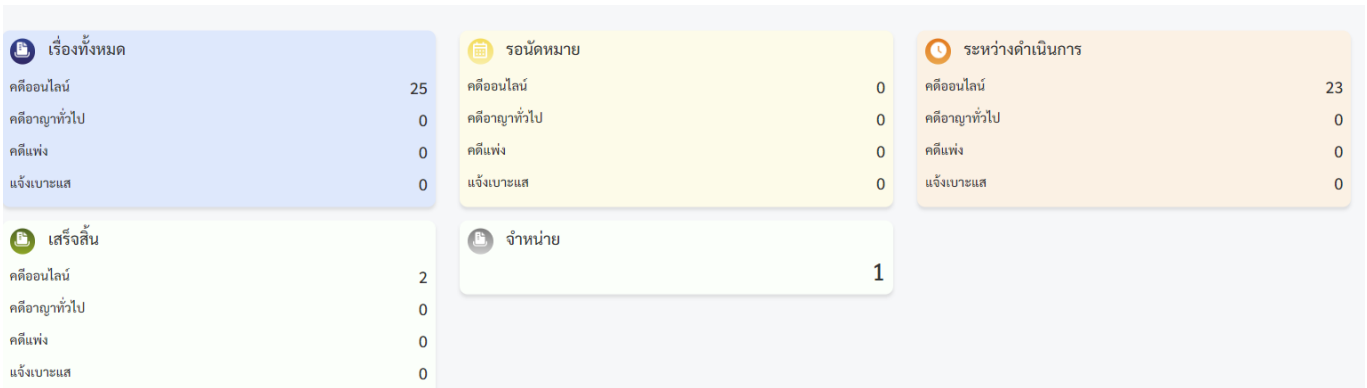 เรื่องทั้งหมด
คดีออนไลน์ 25
คดีอาญาทั่วไป 0
คดีแพ่ง 0
แจ้งเบาะแส 0
รอนัดหมาย
คดีออนไลน์ 0
คดีอาญาทั่วไป 0
คดีแพ่ง 0
แจ้งเบาะแส 0
ระหว่างดำเนินการ
คดีออนไลน์ 23
คดีอาญาทั่วไป 0
คดีแพ่ง 0
แจ้งเบาะแส 0
เสร็จสิ้น
คดีออนไลน์ 2
คดีอาญาทั่วไป 0
คดีแพ่ง 0
แจ้งเบาะแส 0
จำหน่าย
1